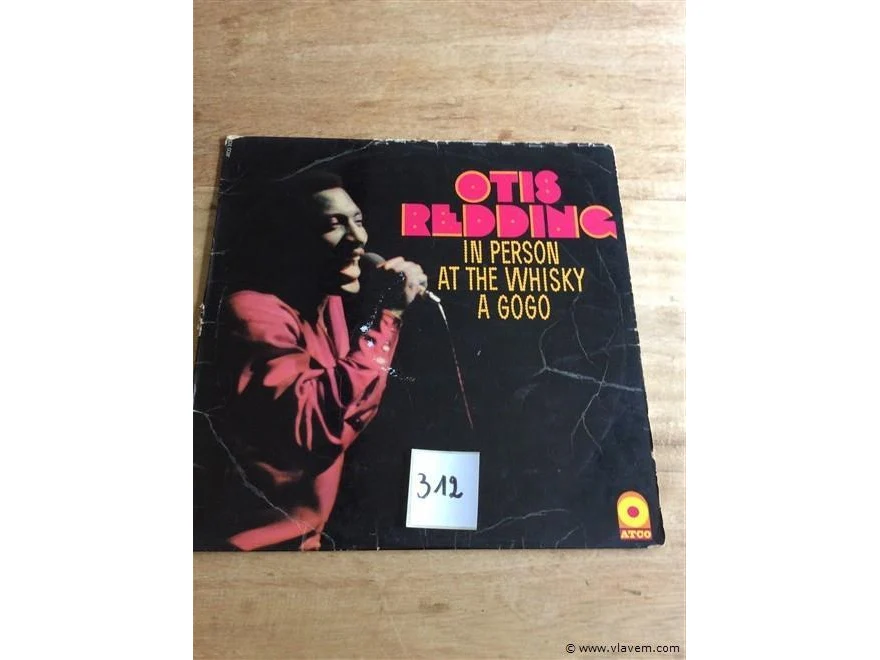 OTIS
REDDING
IN PERSON
AT THE WHISKY
A GOGO
312
ATCO
© www.vlavem.com